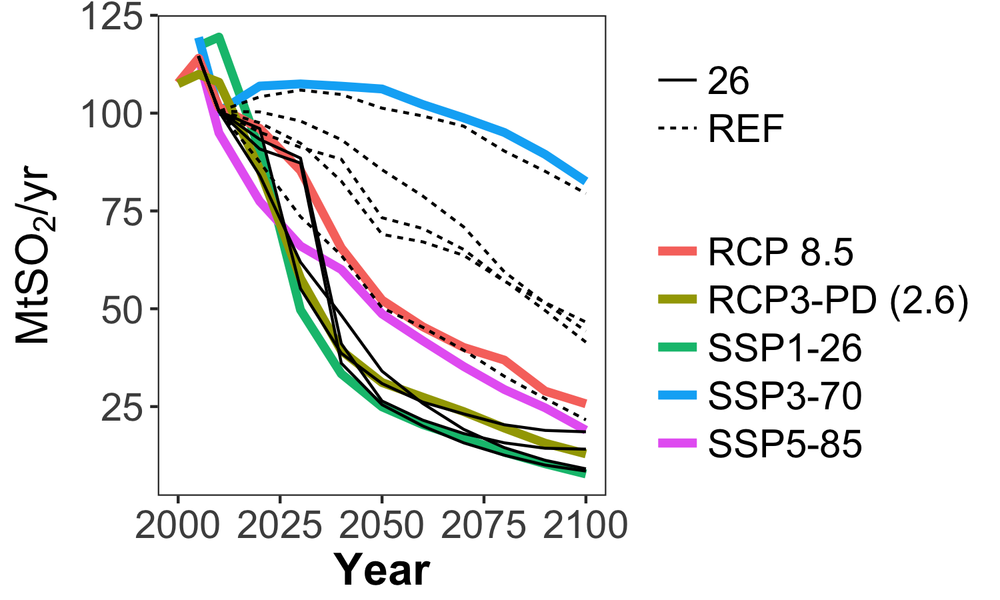 125
100
75
50
25
MtSO₂/yr
2000 2025 2050 2075 2100
Year
26
REF
RCP 8.5
RCP3-PD (2.6)
SSP1-26
SSP3-70
SSP5-85